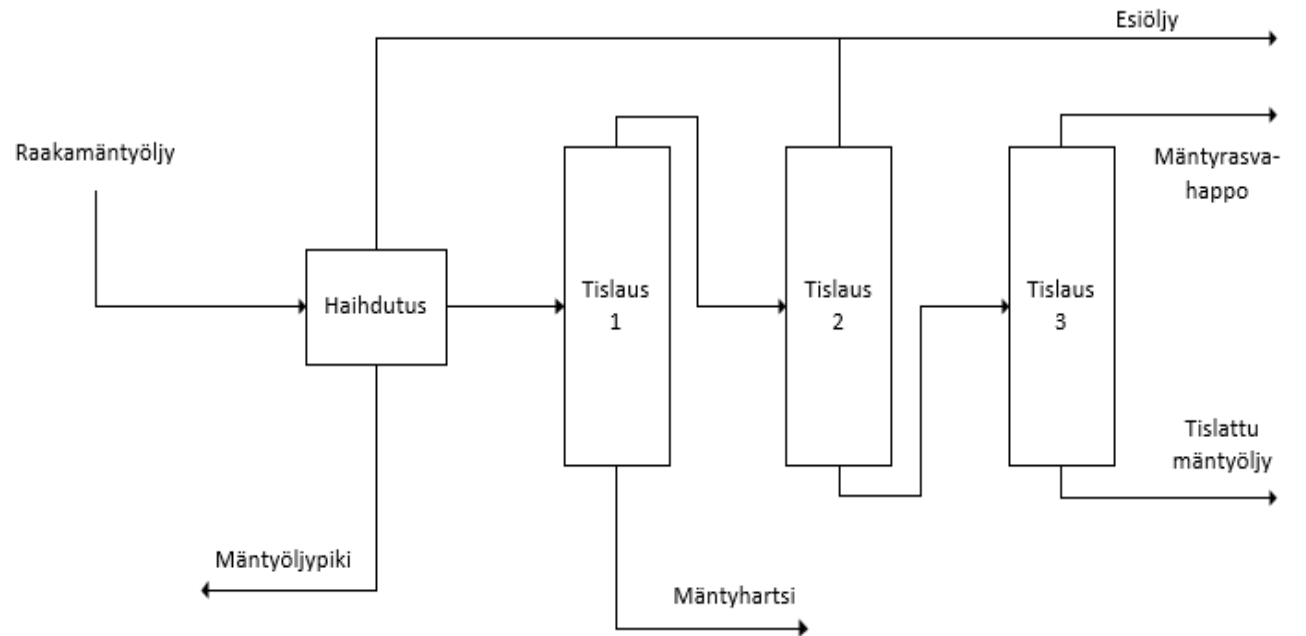 Esiöljy
Raakamäntyöljy
Mäntyrasva-
happo
Haihdutus
Tislaus
1
Tislaus
2
Tislaus
3
Tislattu
mäntyöljy
Mäntyöljypiki
Mäntyhartsi